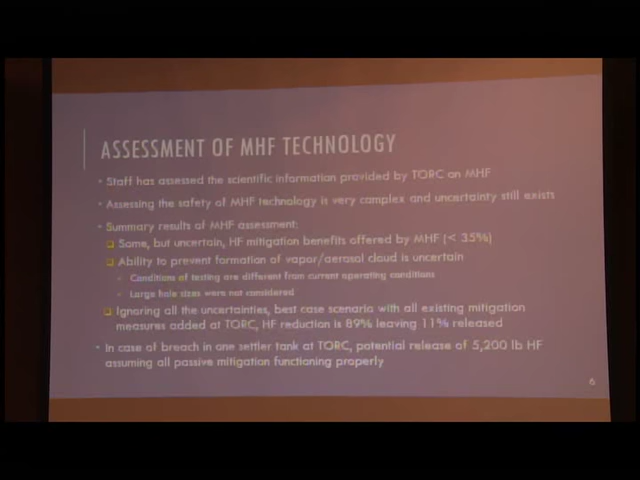 ASSESSMENT OF MHF TECHNOLOGY
• Staff has assessed the scientific information provided by TORC on MHF
• Assessing the safety of MHF technology is very complex and uncertainty still exists
• Summary results of MHF assessment:
Some, but uncertain, HF mitigation benefits offered by MHF (< 35%)
Ability to prevent formation of vapor/aerosol cloud is uncertain
- Conditions of testing are different from current operating conditions
- Large hole sizes were not considered
Ignoring all the uncertainties, best case scenario with all existing mitigation
measures added at TORC, HF reduction is 89% leaving 11% released
• In case of breach in one settler tank at TORC, potential release of 5,200 lb HF
assuming all passive mitigation functioning properly
6